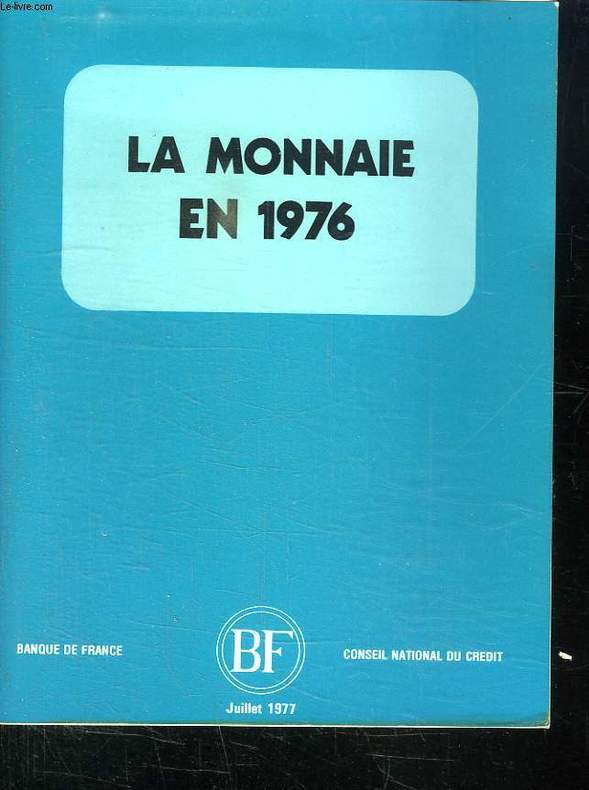 Le-livre.com
LA MONNAIE
EN 1976
BANQUE DE FRANCE
BF
CONSEIL NATIONAL DU CREDIT
Juillet 1977